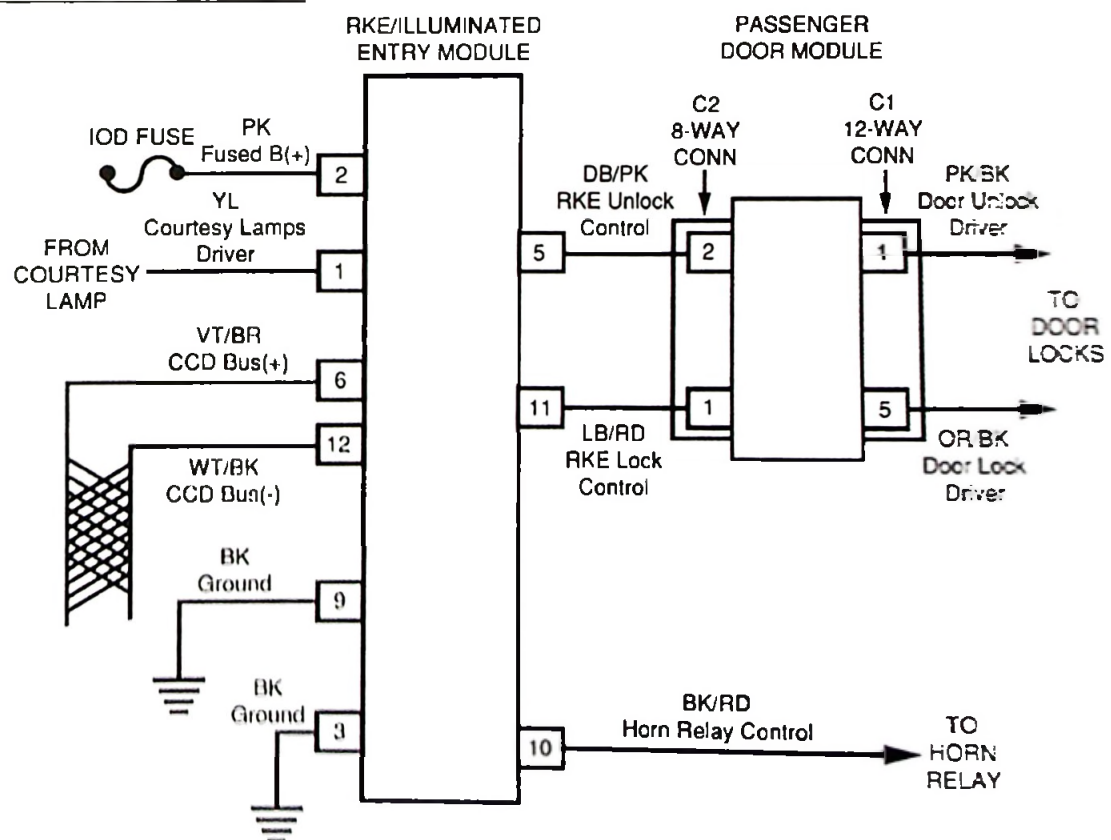 RKE/ILLUMINATED
ENTRY MODULE
PASSENGER
DOOR MODULE
IOD FUSE
PK
Fused B(+)
2
YL
Courtesy Lamps
Driver
FROM
COURTESY
LAMP
1
VT/BR
CCD Bus(+)
6
12
WT/BK
CCD Bus(-)
BK
Ground
9
BK
Ground
3
5
DB/PK
RKE Unlock
Control
C2
8-WAY
CONN
2
C1
12-WAY
CONN
1
PK/BK
Door Unlock
Driver
TO
DOOR
LOCKS
11
LB/RD
RKE Lock
Control
1
5
OR/BK
Door Lock
Driver
10
BK/RD
Horn Relay Control
TO
HORN
RELAY